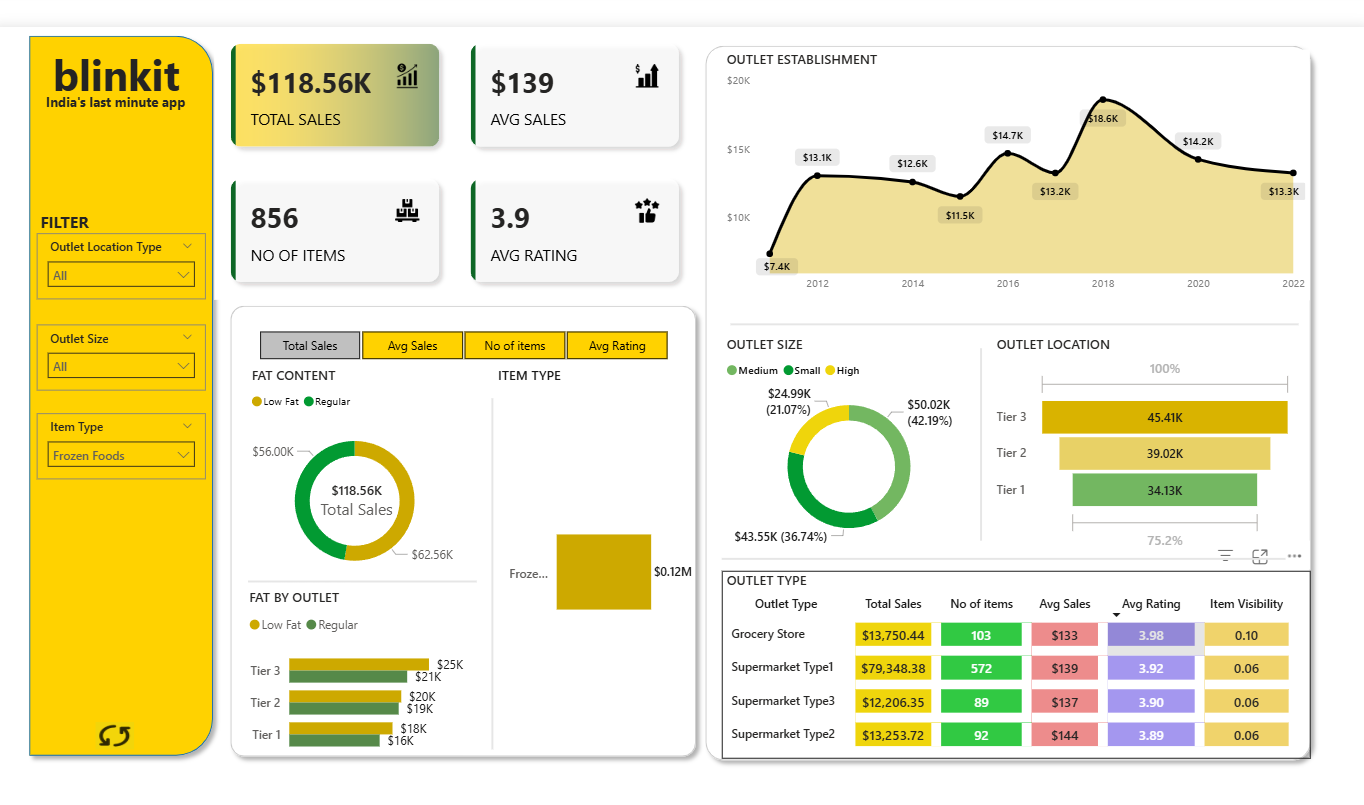 blinkit
India's last minute app
FILTER
Outlet Location Type
All
Outlet Size
All
Item Type
Frozen Foods
$118.56K
TOTAL SALES
$139
AVG SALES
856
NO OF ITEMS
3.9
AVG RATING
Total Sales
Avg Sales
No of items
Avg Rating
FAT CONTENT
Low Fat
Regular
$56.00K
$118.56K
Total Sales
$62.56K
FAT BY OUTLET
Low Fat
Regular
Tier 3
$25K
$21K
Tier 2
$20K
$19K
Tier 1
$18K
$16K
ITEM TYPE
Froze...
$0.12M
OUTLET ESTABLISHMENT
$20K
$15K
$10K
$7.4K
$13.1K
$12.6K
$11.5K
$14.7K
$13.2K
$18.6K
$14.2K
$13.3K
2012
2014
2016
2018
2020
2022
OUTLET SIZE
Medium
Small
High
$24.99K
(21.07%)
$50.02K
(42.19%)
$43.55K (36.74%)
OUTLET LOCATION
100%
Tier 3
45.41K
Tier 2
39.02K
Tier 1
34.13K
75.2%
OUTLET TYPE
Outlet Type Total Sales No of items Avg Sales Avg Rating Item Visibility
Grocery Store $13,750.44 103 $133 3.98 0.10
Supermarket Type1 $79,348.38 572 $139 3.92 0.06
Supermarket Type3 $12,206.35 89 $137 3.90 0.06
Supermarket Type2 $13,253.72 92 $144 3.89 0.06